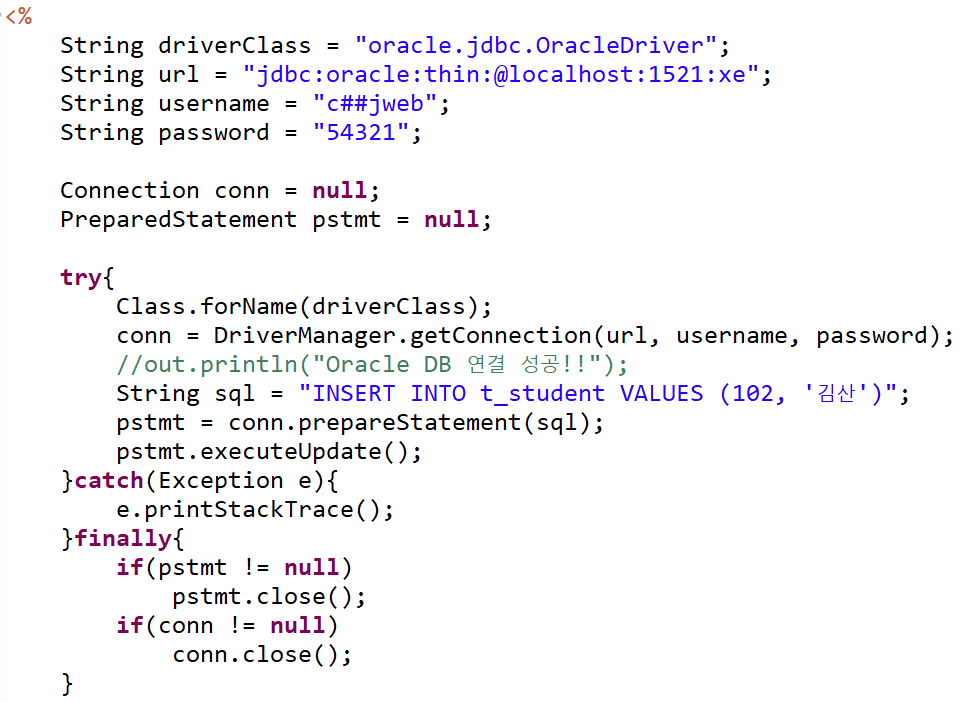 <%
String driverClass = "oracle.jdbc.OracleDriver";
String url = "jdbc:oracle:thin:@localhost:1521:xe";
String username = "c##jweb";
String password = "54321";
Connection conn = null;
PreparedStatement pstmt = null;
try{
Class.forName(driverClass);
conn = DriverManager.getConnection(url, username, password);
//out.println("Oracle DB 연결 성공!!");
String sql = "INSERT INTO t_student VALUES (102, '김산')";
pstmt = conn.prepareStatement(sql);
pstmt.executeUpdate();
}catch(Exception e){
e.printStackTrace();
}finally{
if(pstmt != null)
pstmt.close();
if(conn != null)
conn.close();
}